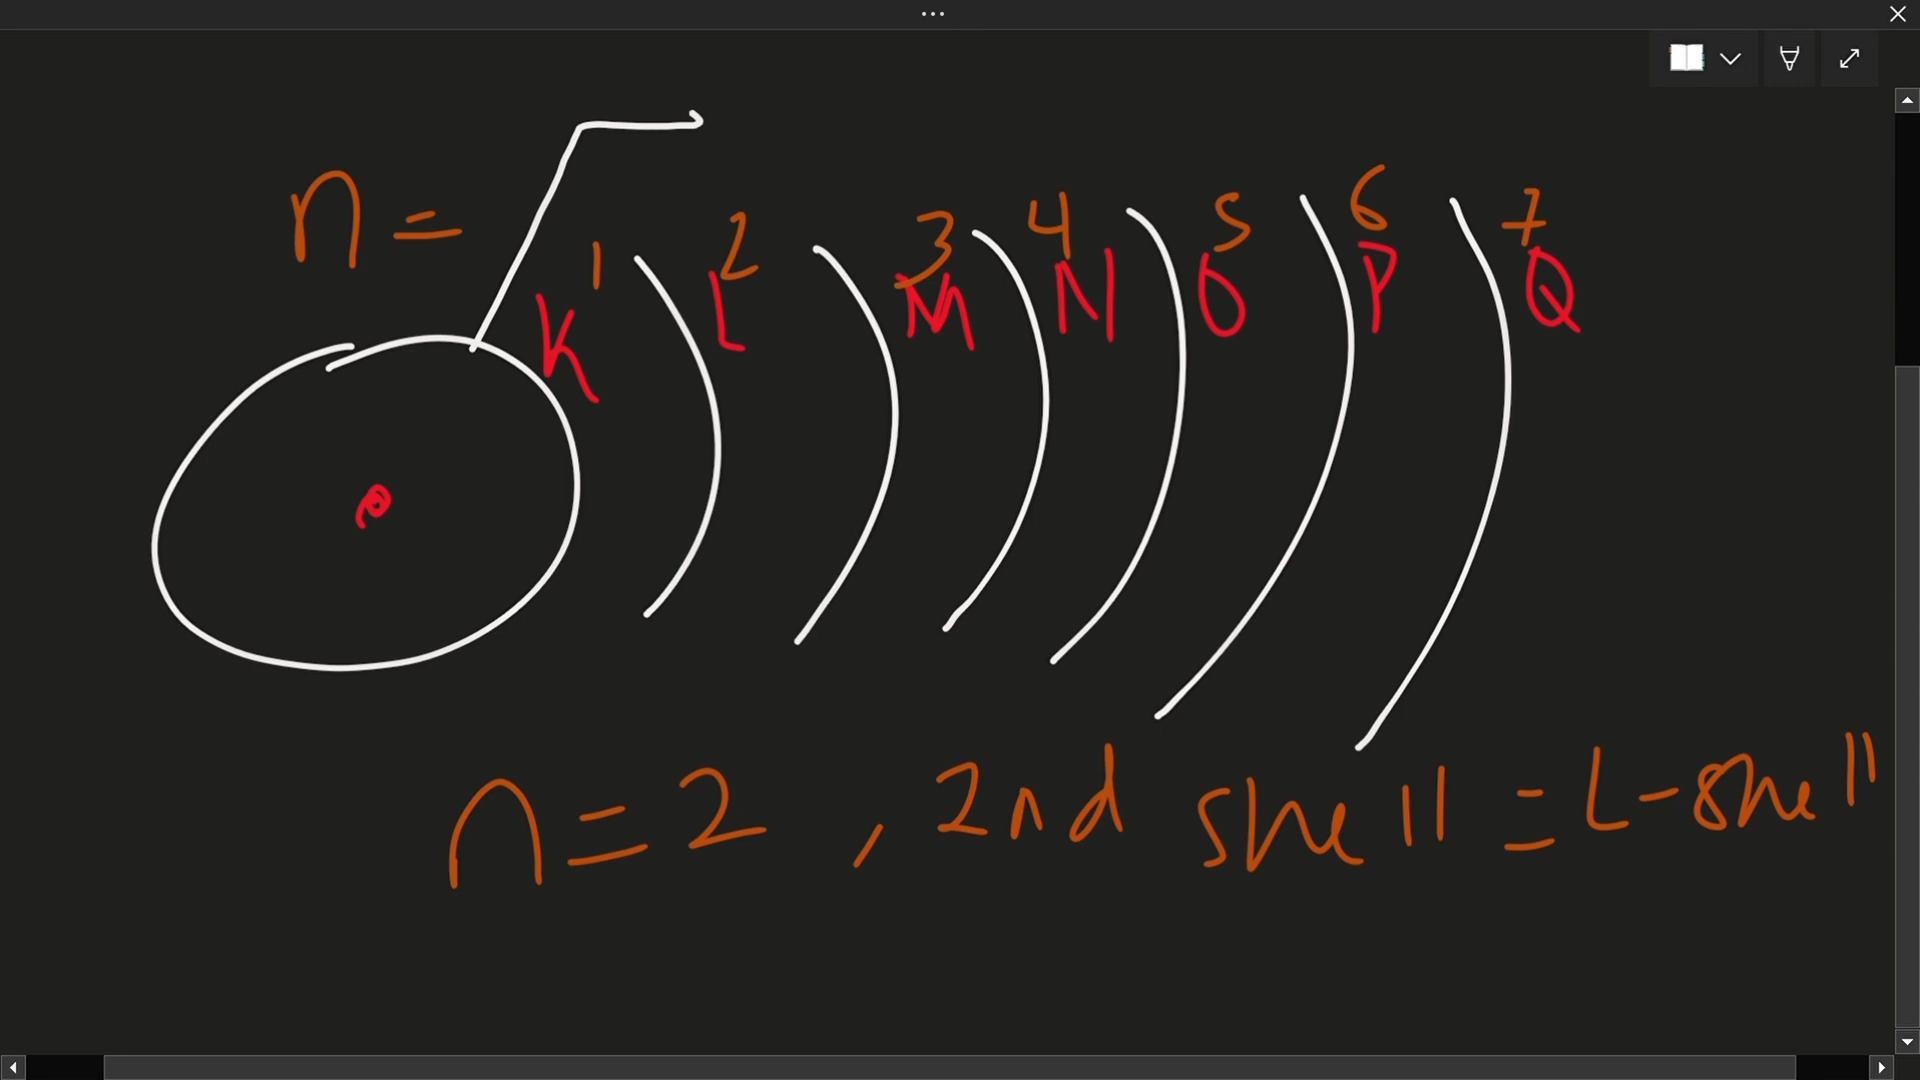 n = 1 2 3 4 5 6 7
K L M N O P Q
n = 2 , 2nd shell = L - shell